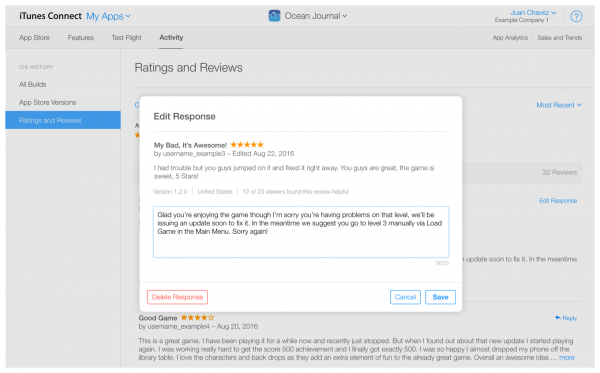 iTunes Connect My Apps
Ocean Journal
Juan Chavez
Example Company 1
?
App Store Features Test Flight Activity
App Analytics Sales and Trends
iOS HISTORY
All Builds
App Store Versions
Ratings and Reviews
Ratings and Reviews
Most Recent
32 Reviews
Edit Response
Edit Response
My Bad, It's Awesome! ★★★★★
by username_example3 – Edited Aug 22, 2016
I had trouble but you guys jumped on it and fixed it right away. You guys are great, the game is
sweet, 5 Stars!
Version 1.2.0 | United States | 12 of 23 viewers found this review helpful
Glad you're enjoying the game though I'm sorry you're having problems on that level, we'll be
issuing an update soon to fix it. In the meantime we suggest you go to level 3 manually via Load
Game in the Main Menu. Sorry again!
5803
update soon to fix it. In the meantime
Delete Response Cancel Save
Good Game ★★★★☆
Reply
by username_example4 – Aug 20, 2016
This is a great game. I have been playing it for a while now and recently just stopped. But when I found out about that new update I started playing
again. I was working really hard to get the score 500 achievement and I finally got exactly 500. I was so happy I almost dropped my phone off the
library table. I love the characters and back drops as they add an extra element of fun to the already great game. Overall an awesome idea … more